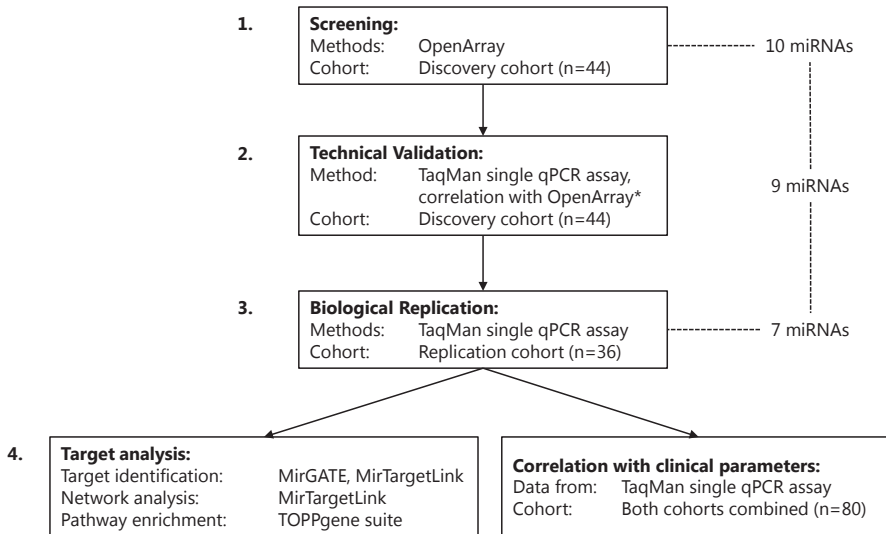 1. Screening:
Methods: OpenArray
Cohort: Discovery cohort (n=44)
10 miRNAs
2. Technical Validation:
Method: TaqMan single qPCR assay,
correlation with OpenArray*
Cohort: Discovery cohort (n=44)
9 miRNAs
3. Biological Replication:
Methods: TaqMan single qPCR assay
Cohort: Replication cohort (n=36)
7 miRNAs
4. Target analysis:
Target identification: MirGATE, MirTargetLink
Network analysis: MirTargetLink
Pathway enrichment: TOPPgene suite
Correlation with clinical parameters:
Data from: TaqMan single qPCR assay
Cohort: Both cohorts combined (n=80)